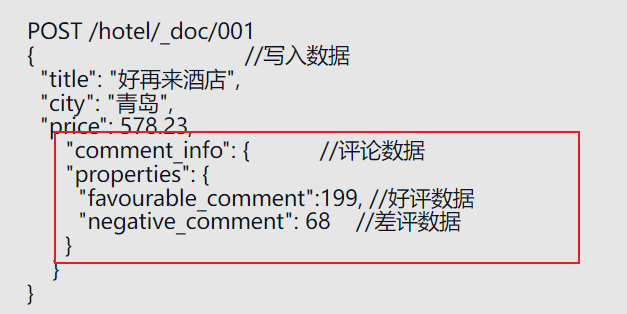 POST /hotel/_doc/001
{ //写入数据
"title": "好再来酒店",
"city": "青岛",
"price": 578.23,
"comment_info": { //评论数据
"properties": {
"favourable_comment":199, //好评数据
"negative_comment": 68 //差评数据
}
}
}